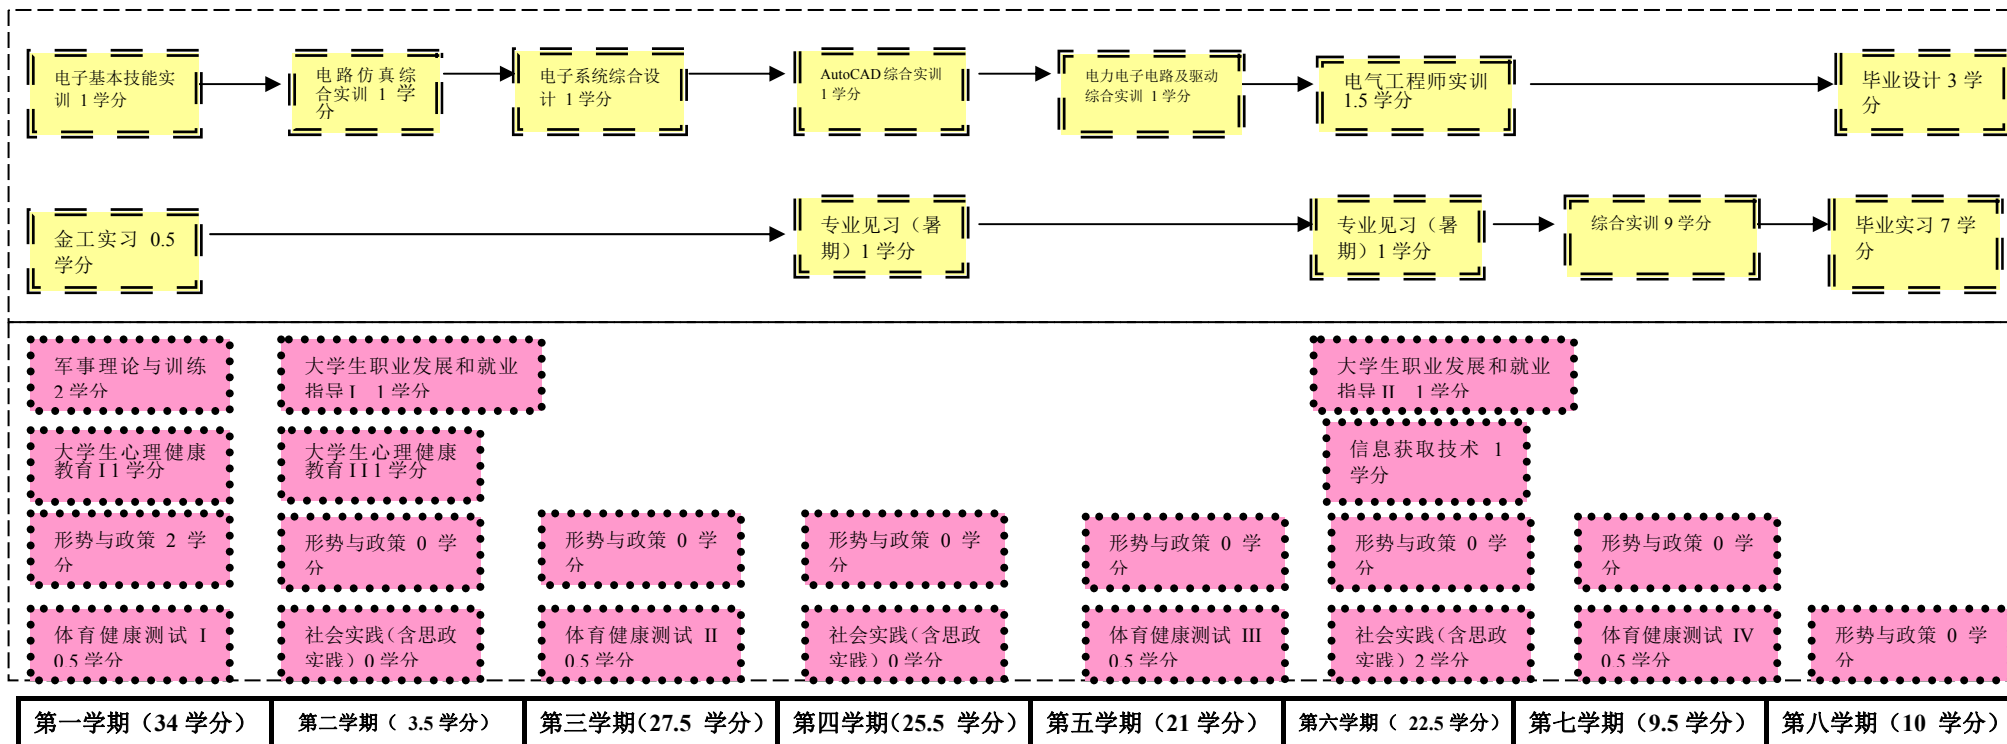 电子基本技能实
训 1 学分
电路仿真综
合实训 1 学
分
电子系统综合设
计 1 学分
AutoCAD 综合实训
1 学分
电力电子电路及驱动
综合实训 1 学分
电气工程师实训
1.5 学分
毕业设计 3 学
分
金工实习 0.5
学分
专业见习（暑
期）1 学分
专业见习（暑
期）1 学分
综合实训 9 学分
毕业实习 7 学
分
军事理论与训练
2 学分
大学生职业发展和就业
指导 I 1 学分
大学生职业发展和就业
指导 II 1 学分
大学生心理健康
教育 I 1 学分
大学生心理健康
教育 I I 1 学分
信息获取技术 1
学分
形势与政策 2 学
分
形势与政策 0 学
分
形势与政策 0 学
分
形势与政策 0 学
分
形势与政策 0 学
分
形势与政策 0 学
分
形势与政策 0 学
分
体育健康测试 I
0.5 学分
社会实践（含思政
实践）0 学分
体育健康测试 II
0.5 学分
社会实践（含思政
实践）0 学分
体育健康测试 III
0.5 学分
社会实践（含思政
实践）2 学分
体育健康测试 IV
0.5 学分
形势与政策 0 学
分
第一学期（34 学分）
第二学期（ 3.5 学分）
第三学期（27.5 学分）
第四学期（25.5 学分）
第五学期（21 学分）
第六学期（ 22.5 学分）
第七学期（9.5 学分）
第八学期（10 学分）